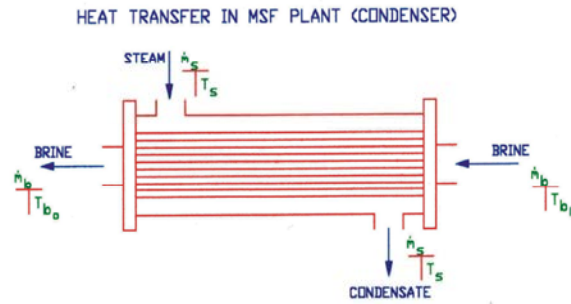 HEAT TRANSFER IN MSF PLANT (CONDENSER)
STEAM
ṁs
Ts
BRINE
ṁb
Tbo
BRINE
ṁb
Tbi
ṁs
Ts
CONDENSATE